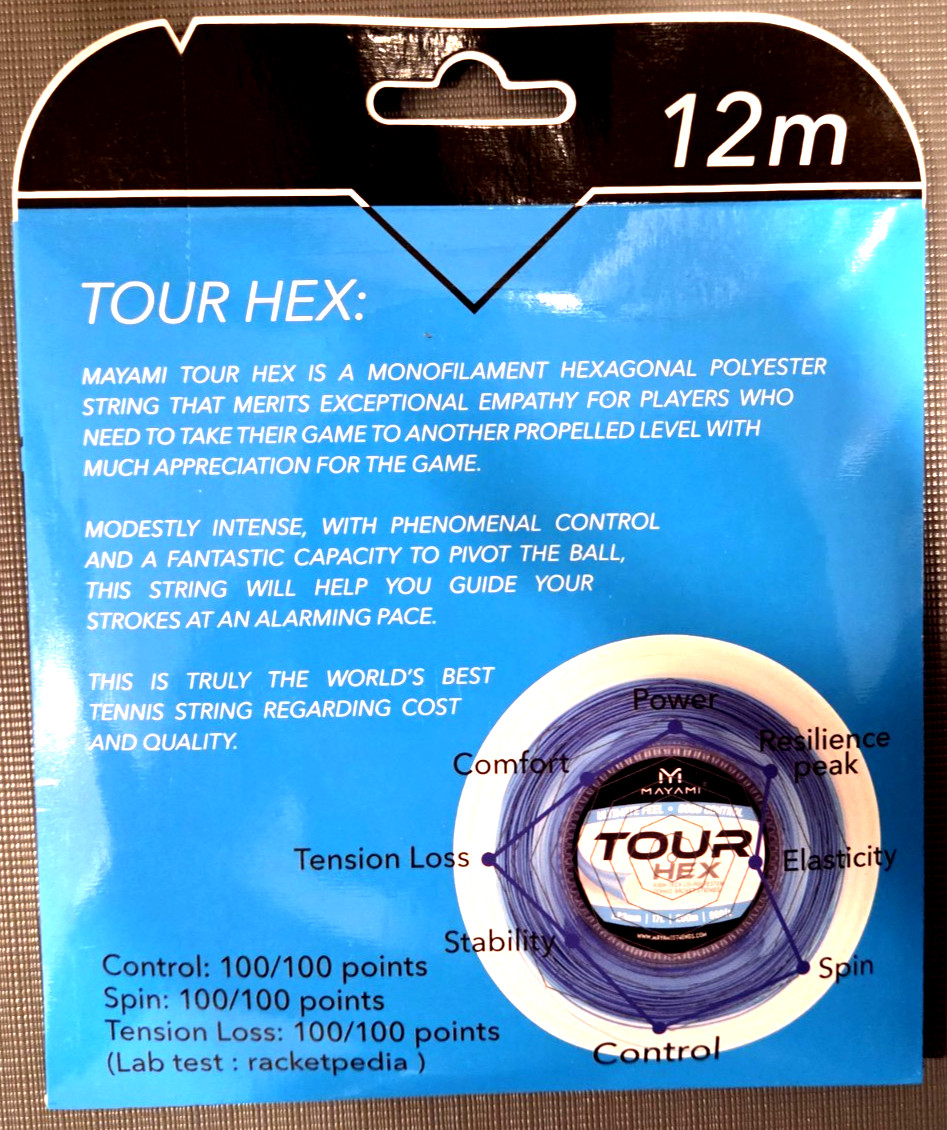 12m
TOUR HEX:
MAYAMI TOUR HEX IS A MONOFILAMENT HEXAGONAL POLYESTER
STRING THAT MERITS EXCEPTIONAL EMPATHY FOR PLAYERS WHO
NEED TO TAKE THEIR GAME TO ANOTHER PROPELLED LEVEL WITH
MUCH APPRECIATION FOR THE GAME.
MODESTLY INTENSE, WITH PHENOMENAL CONTROL
AND A FANTASTIC CAPACITY TO PIVOT THE BALL,
THIS STRING WILL HELP YOU GUIDE YOUR
STROKES AT AN ALARMING PACE.
THIS IS TRULY THE WORLD'S BEST
TENNIS STRING REGARDING COST
AND QUALITY.
Power
Resilience
peak
Comfort
MAYAMI
TOUR
HEX
Tension Loss
Elasticity
Stability
Spin
Control
Control: 100/100 points
Spin: 100/100 points
Tension Loss: 100/100 points
(Lab test : racketpedia )